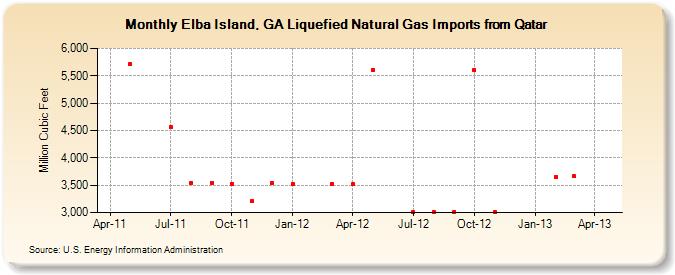 Monthly Elba Island, GA Liquefied Natural Gas Imports from Qatar
Million Cubic Feet
6,000
5,500
5,000
4,500
4,000
3,500
3,000
Apr-11 Jul-11 Oct-11 Jan-12 Apr-12 Jul-12 Oct-12 Jan-13 Apr-13
Source: U.S. Energy Information Administration